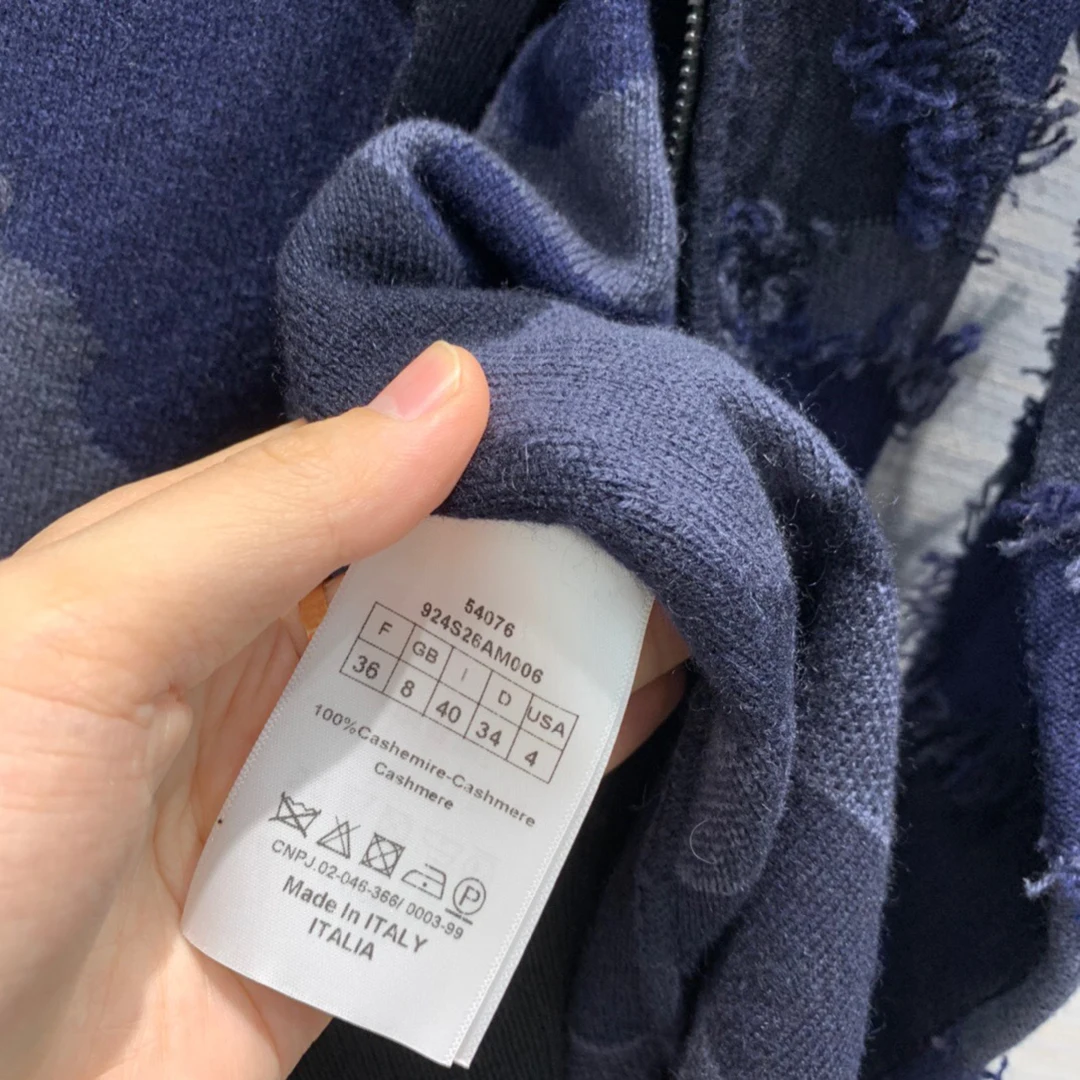 54076
924S26AM006
F GB I D USA
36 8 40 34 4
100%Cashemire-Cashmere
Cashmere
P
CNPJ.02-046-366/ 0003-99
Made In ITALY
ITALIA